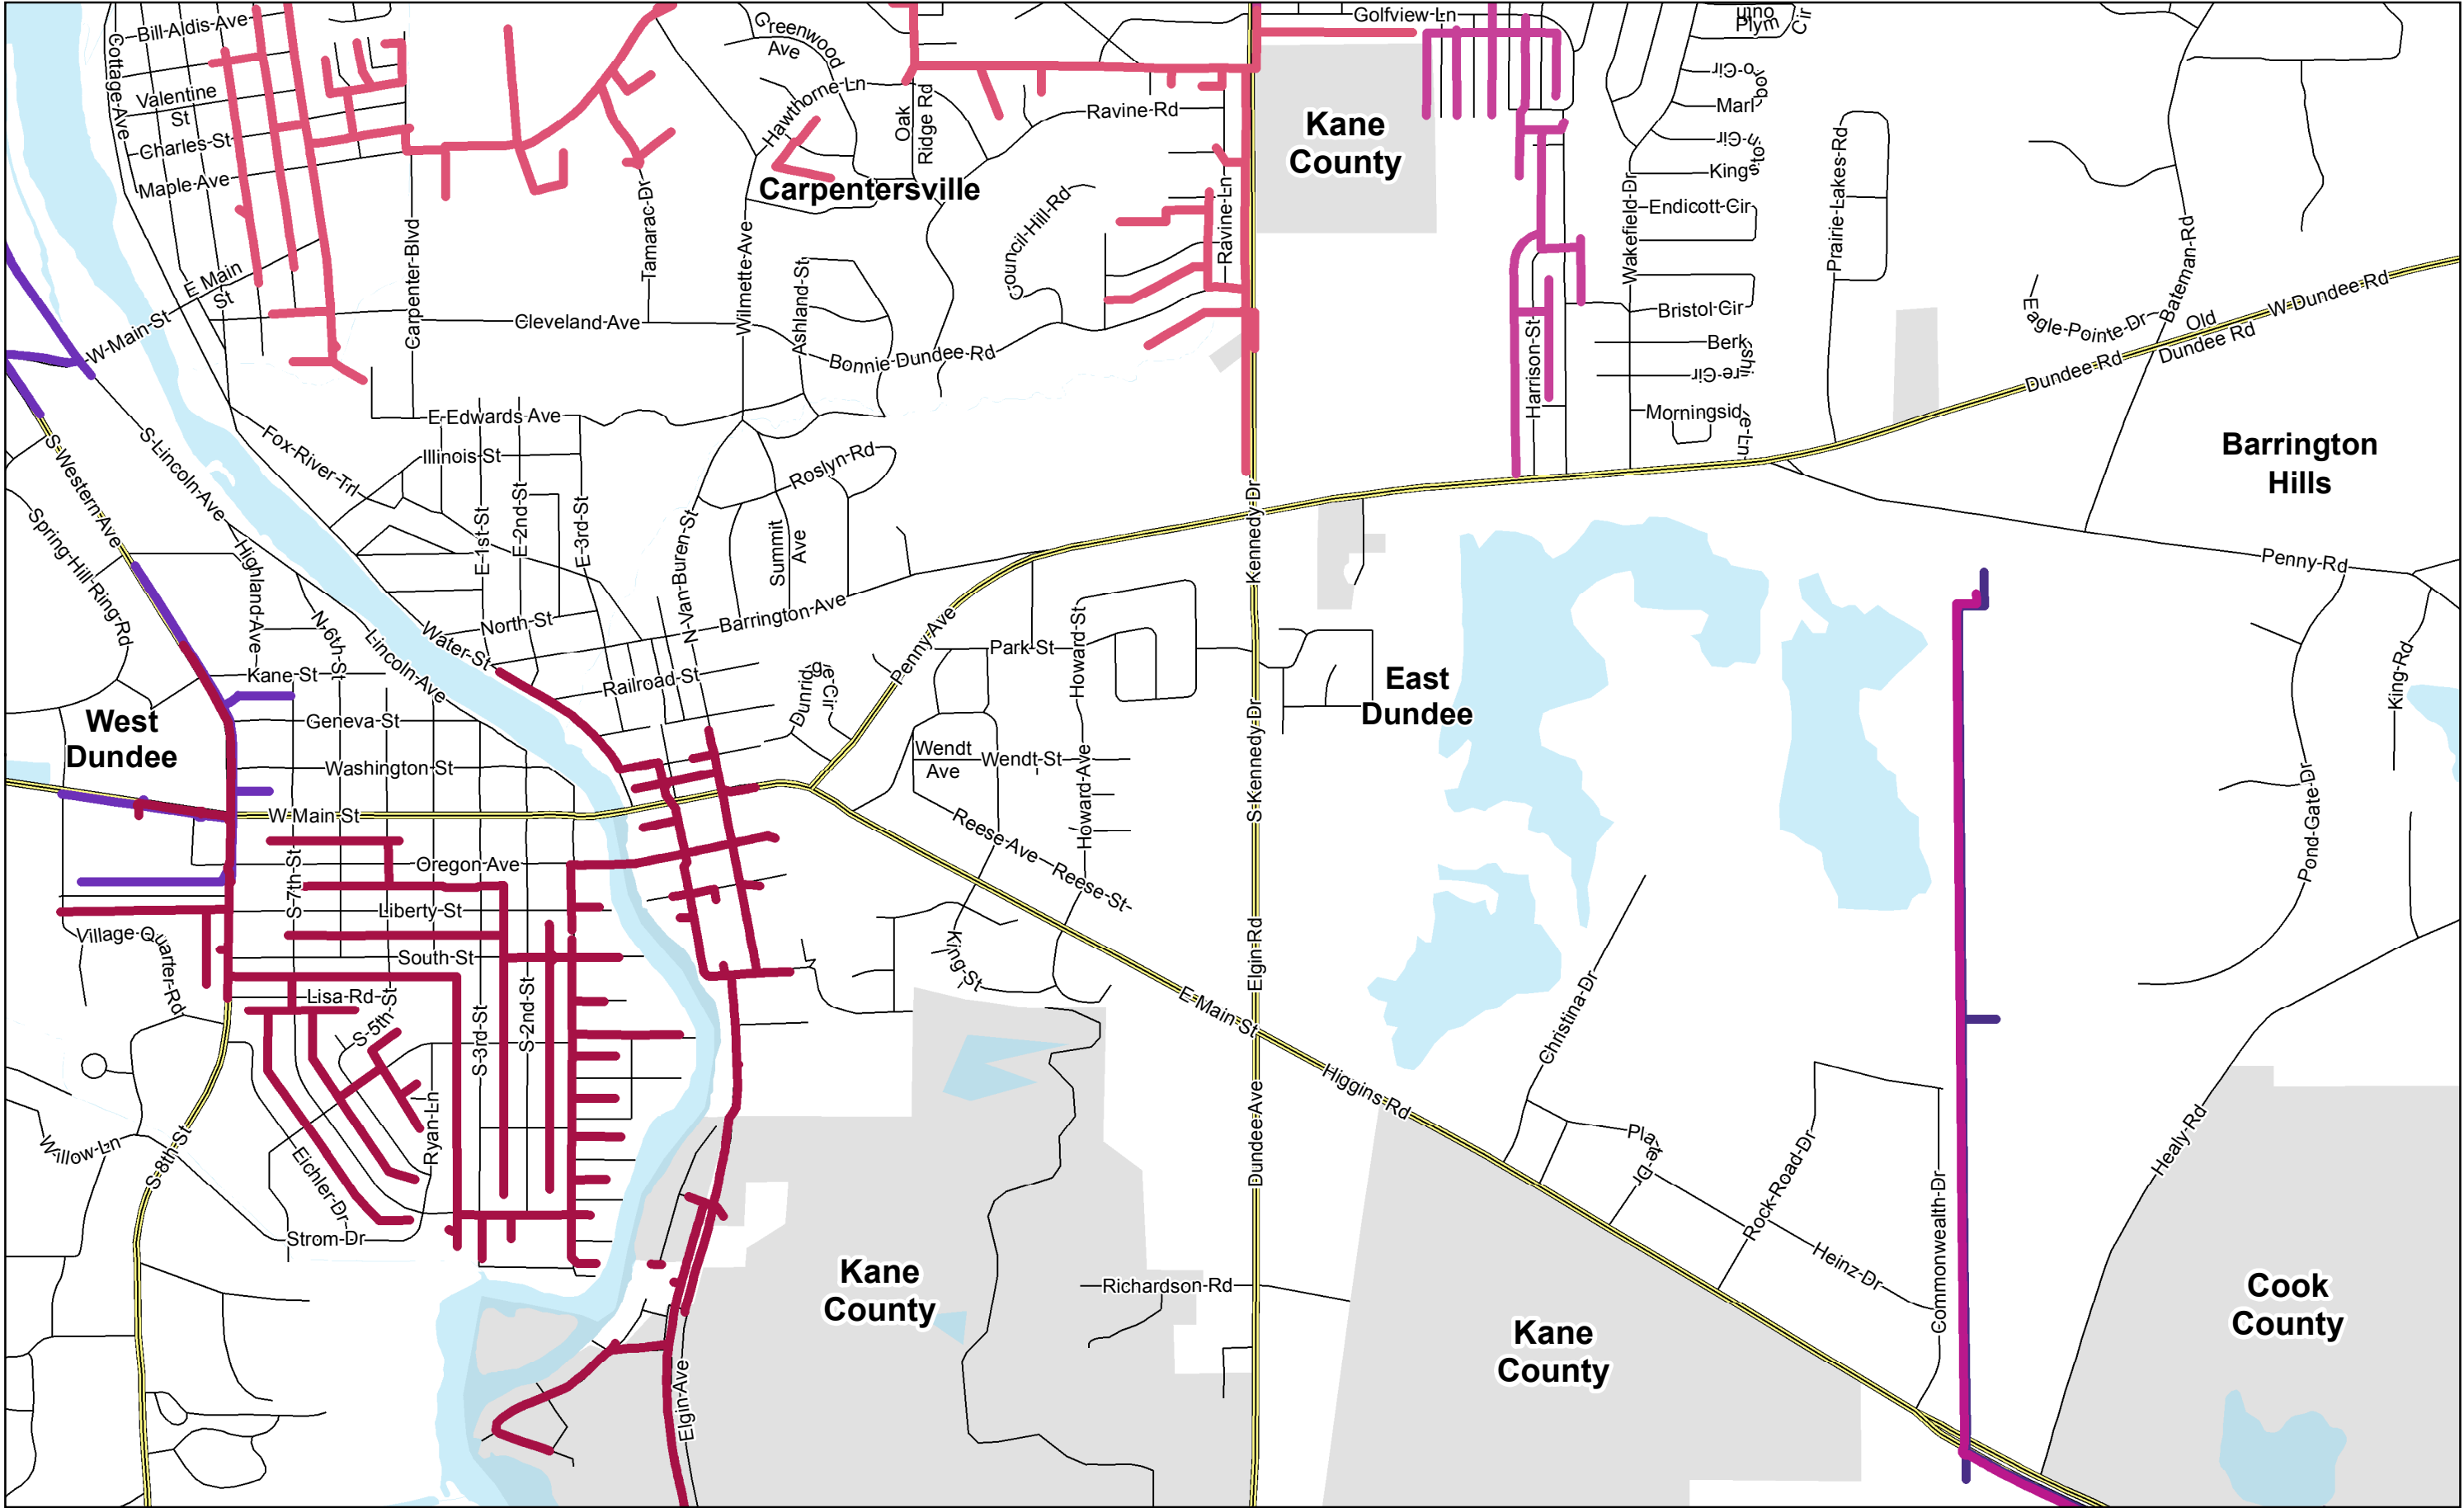 Bill-Aldis-Ave
Cottage-Ave
Valentine
St
Charles-St
Maple-Ave
E Main
St
W-Main-St
Carpenter-Blvd
Cleveland-Ave
Tamarac-Dr
Wilmette-Ave
Greenwood
Ave
Hawthorne-Ln
Oak
Ridge Rd
Carpentersville
Ashland-St
Bonnie-Dundee-Rd
Council-Hill-Rd
Ravine-Rd
Ravine-Ln
Golfview-Ln
Kane
County
Harrison-St
Wakefield-Dr
Endicott-Cir
Bristol-Cir
Berkshire-Cir
Morningside-Ln
Prairie-Lakes-Rd
Eagle-Pointe-Dr
Bateman-Rd
Old
Dundee Rd
Dundee-Rd
W-Dundee-Rd
Barrington
Hills
Penny-Rd
King-Rd
Pond-Gate-Dr
S-Western-Ave
S-Lincoln-Ave
Fox-River-Trl
Spring-Hill-Ring-Rd
Highland-Ave
N-6th-St
Lincoln-Ave
Water-St
E-Edwards Ave
Illinois-St
E-1st-St
E-2nd-St
E-3rd-St
North-St
Roslyn-Rd
Summit
Ave
N-Van-Buren-St
Barrington-Ave
Railroad-St
Dunridge-Cir
Penny-Ave
Park-St
Howard-St
Kennedy-Dr
Wendt
Ave
Wendt-St
Howard-Ave
S-Kennedy-Dr
East
Dundee
West
Dundee
Kane-St
Geneva-St
Washington-St
W-Main-St
Oregon-Ave
S-7th-St
Liberty-St
South-St
Village-Quarter-Rd
Lisa-Rd
S-5th-St
S-3rd-St
S-2nd-St
Ryan-Ln
Eichler-Dr
Strom-Dr
Willow-Ln
S-8th-St
Reese-Ave
Reese-St
King-St
Elgin-Rd
E-Main-St
Dundee-Ave
Higgins-Rd
Christina-Dr
Plate-Dr
Rock-Road-Dr
Heinz-Dr
Commonwealth-Dr
Healy-Rd
Richardson-Rd
Elgin-Ave
Kane
County
Kane
County
Cook
County